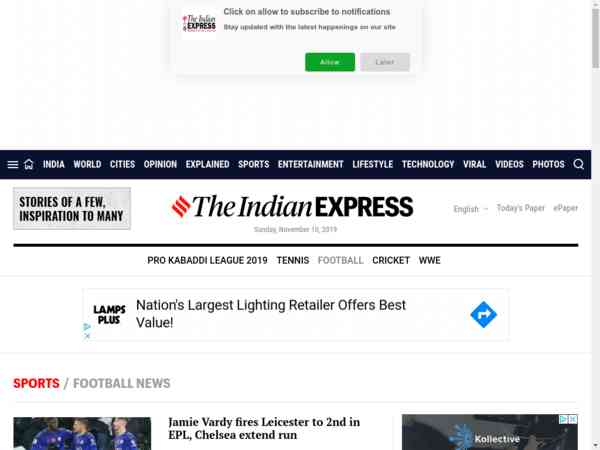 Click on allow to subscribe to notifications
The Indian
EXPRESS
Stay updated with the latest happenings on our site
Allow
Later
INDIA WORLD CITIES OPINION EXPLAINED SPORTS ENTERTAINMENT LIFESTYLE TECHNOLOGY VIRAL VIDEOS PHOTOS
STORIES OF A FEW,
INSPIRATION TO MANY
The Indian EXPRESS
English
Today's Paper
ePaper
Sunday, November 10, 2019
PRO KABADDI LEAGUE 2019 TENNIS FOOTBALL CRICKET WWE
LAMPS
PLUS
Nation's Largest Lighting Retailer Offers Best
Value!
SPORTS / FOOTBALL NEWS
Jamie Vardy fires Leicester to 2nd in
EPL, Chelsea extend run
Kollective